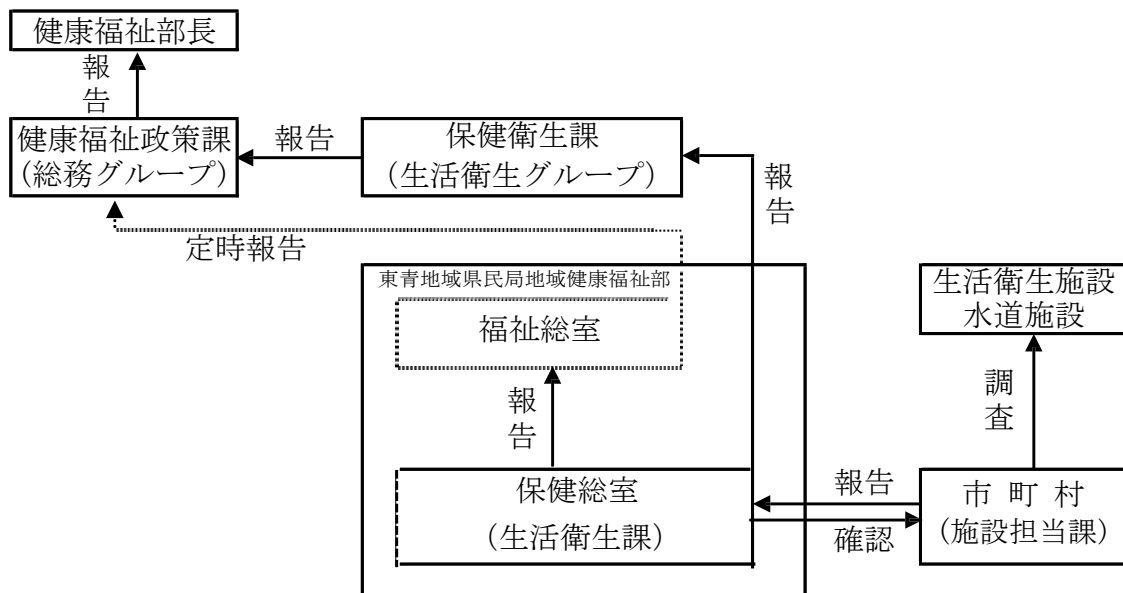 健康福祉部長
報告
健康福祉政策課
（総務グループ）
報告
保健衛生課
（生活衛生グループ）
報告
定時報告
東青地域県民局地域健康福祉部
福祉総室
報告
保健総室
（生活衛生課）
生活衛生施設
水道施設
調査
報告
確認
市 町 村
（施設担当課）